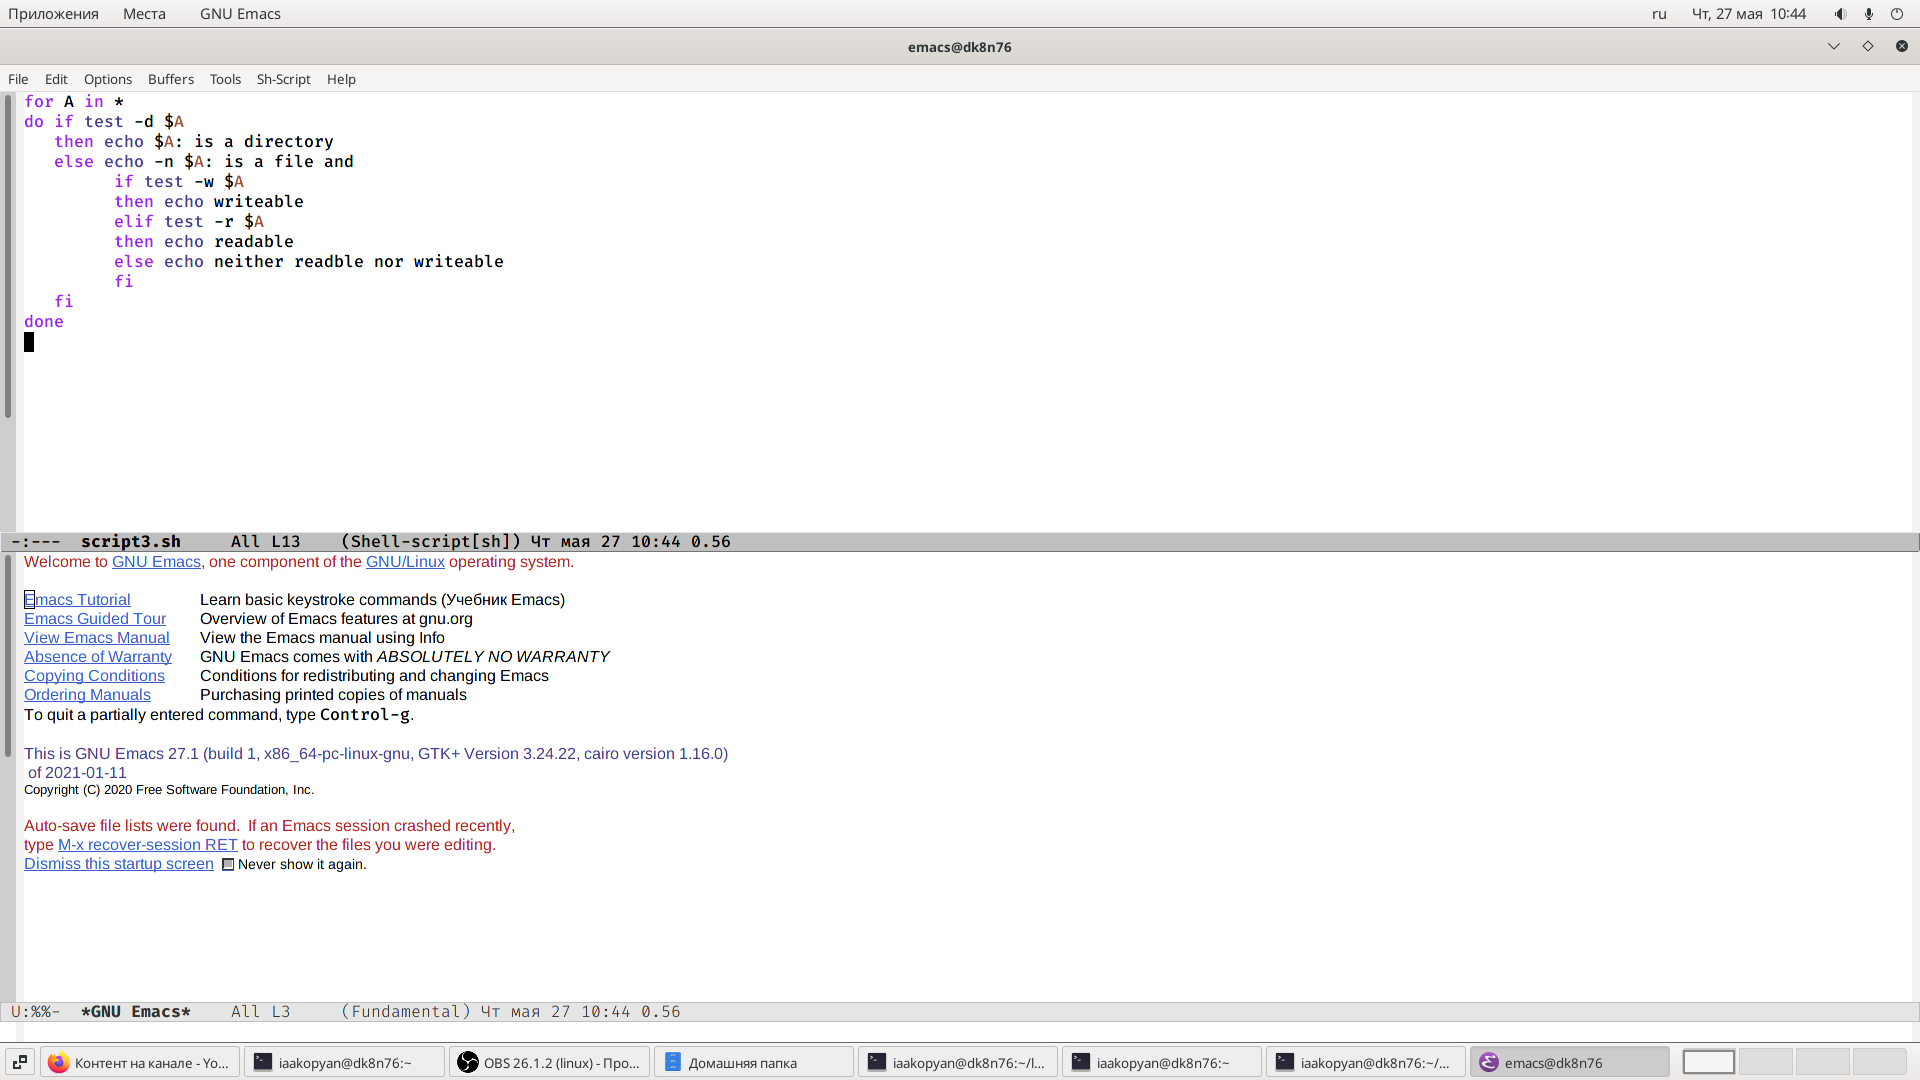 Приложения Места GNU Emacs ru Чт, 27 мая 10:44
emacs@dk8n76
File Edit Options Buffers Tools Sh-Script Help
for A in *
do if test -d $A
   then echo $A: is a directory
   else echo -n $A: is a file and
         if test -w $A
         then echo writeable
         elif test -r $A
         then echo readable
         else echo neither readble nor writeable
         fi
   fi
done
-:--- script3.sh All L13 (Shell-script[sh]) Чт мая 27 10:44 0.56
Welcome to GNU Emacs, one component of the GNU/Linux operating system.
Emacs Tutorial Learn basic keystroke commands (Учебник Emacs)
Emacs Guided Tour Overview of Emacs features at gnu.org
View Emacs Manual View the Emacs manual using Info
Absence of Warranty GNU Emacs comes with ABSOLUTELY NO WARRANTY
Copying Conditions Conditions for redistributing and changing Emacs
Ordering Manuals Purchasing printed copies of manuals
To quit a partially entered command, type Control-g.
This is GNU Emacs 27.1 (build 1, x86_64-pc-linux-gnu, GTK+ Version 3.24.22, cairo version 1.16.0)
 of 2021-01-11
Copyright (C) 2020 Free Software Foundation, Inc.
Auto-save file lists were found. If an Emacs session crashed recently,
type M-x recover-session RET to recover the files you were editing.
Dismiss this startup screen Never show it again.
U:%%- *GNU Emacs* All L3 (Fundamental) Чт мая 27 10:44 0.56
Контент на канале - Yo... iaakopyan@dk8n76:~ OBS 26.1.2 (linux) - Про... Домашняя папка iaakopyan@dk8n76:~/l... iaakopyan@dk8n76:~ iaakopyan@dk8n76:~/... emacs@dk8n76